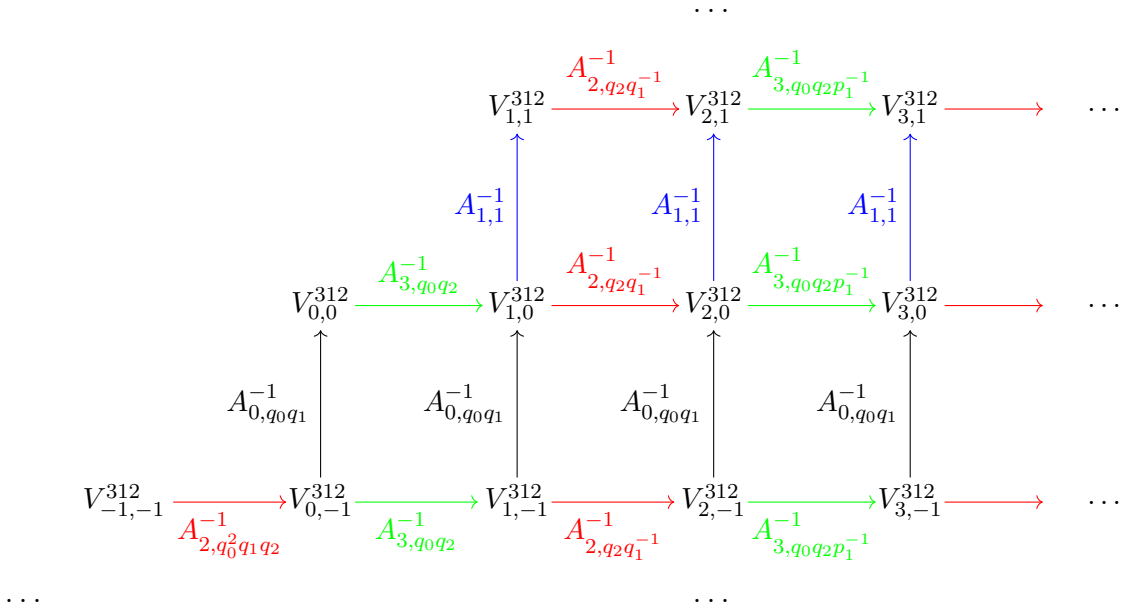 …
$A^{-1}_{2,q_2q_1^{-1}}$ $A^{-1}_{3,q_0q_2p_1^{-1}}$
$V^{312}_{1,1}$ $V^{312}_{2,1}$ $V^{312}_{3,1}$ …
$A^{-1}_{1,1}$ $A^{-1}_{1,1}$ $A^{-1}_{1,1}$
$A^{-1}_{3,q_0q_2}$ $A^{-1}_{2,q_2q_1^{-1}}$ $A^{-1}_{3,q_0q_2p_1^{-1}}$
$V^{312}_{0,0}$ $V^{312}_{1,0}$ $V^{312}_{2,0}$ $V^{312}_{3,0}$ …
$A^{-1}_{0,q_0q_1}$ $A^{-1}_{0,q_0q_1}$ $A^{-1}_{0,q_0q_1}$ $A^{-1}_{0,q_0q_1}$
$V^{312}_{-1,-1}$ $V^{312}_{0,-1}$ $V^{312}_{1,-1}$ $V^{312}_{2,-1}$ $V^{312}_{3,-1}$ …
$A^{-1}_{2,q_0^2q_1q_2}$ $A^{-1}_{3,q_0q_2}$ $A^{-1}_{2,q_2q_1^{-1}}$ $A^{-1}_{3,q_0q_2p_1^{-1}}$
… …